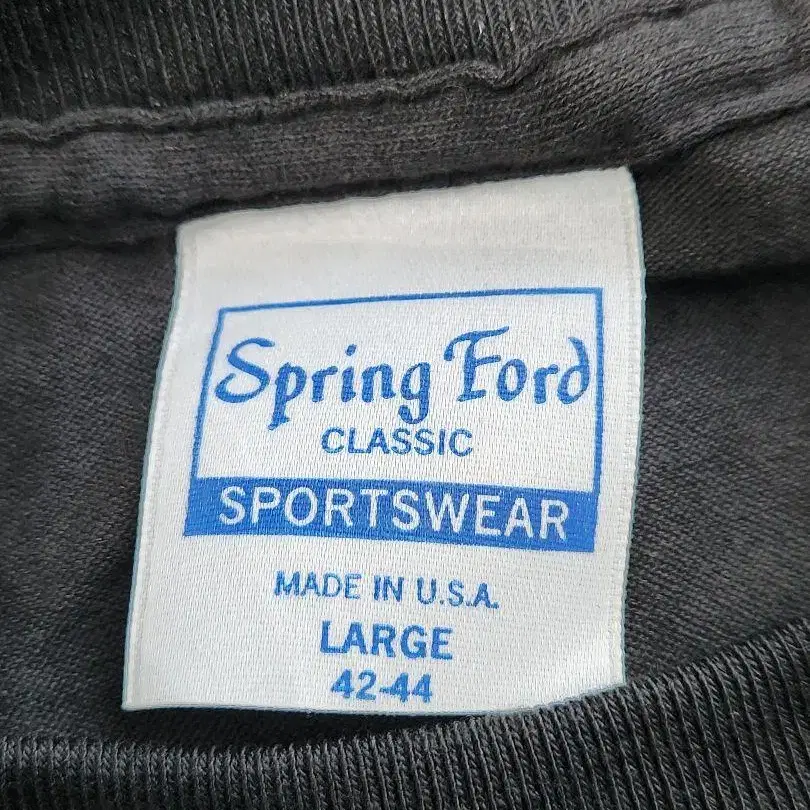 Spring Ford
CLASSIC
SPORTSWEAR
MADE IN U.S.A.
LARGE
42-44